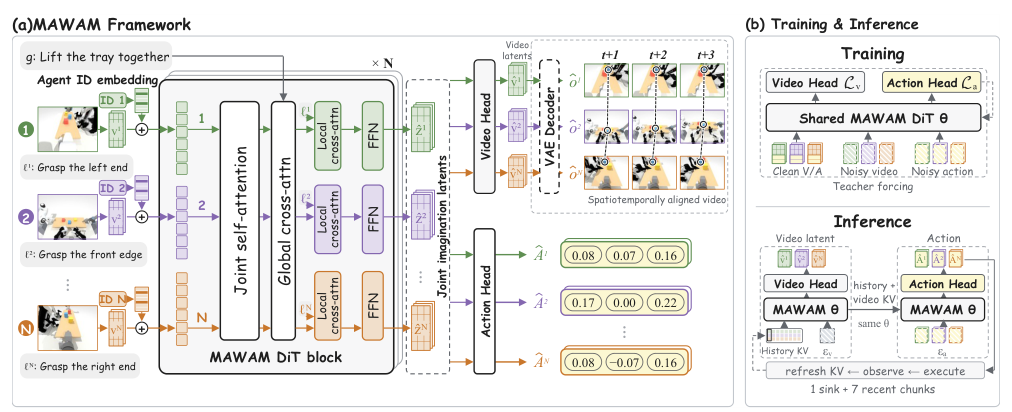 (a)MAWAM Framework
g: Lift the tray together
Agent ID embedding
ID 1
1
v¹
ℓ¹: Grasp the left end
ID 2
2
v²
ℓ²: Grasp the front edge
ID N
N
vᴺ
ℓᴺ: Grasp the right end
× N
1
2
N
Joint self-attention
Global cross-attn
ℓ¹
Local cross-attn
FFN
ẑ¹
ℓ²
Local cross-attn
FFN
ẑ²
ℓᴺ
Local cross-attn
FFN
ẑᴺ
MAWAM DiT block
Joint imagination latents
Video Head
Video latents
v̂¹
v̂²
v̂ᴺ
VAE Decoder
t+1 t+2 t+3
ô¹
ô²
ôᴺ
Spatiotemporally aligned video
Action Head
Â¹ 0.08 0.07 0.16
Â² 0.17 0.00 0.22
Âᴺ 0.08 −0.07 0.16
(b) Training & Inference
Training
Video Head ℒᵥ
Action Head ℒₐ
Shared MAWAM DiT θ
Clean V/A Noisy video Noisy action
Teacher forcing
Inference
Video latent
Action
v̂¹ v̂² v̂ᴺ
Â¹ Â² Âᴺ
Video Head
history + video KV
Action Head
MAWAM θ
same θ
MAWAM θ
History KV
εᵥ
εₐ
refresh KV ← observe ← execute
1 sink + 7 recent chunks